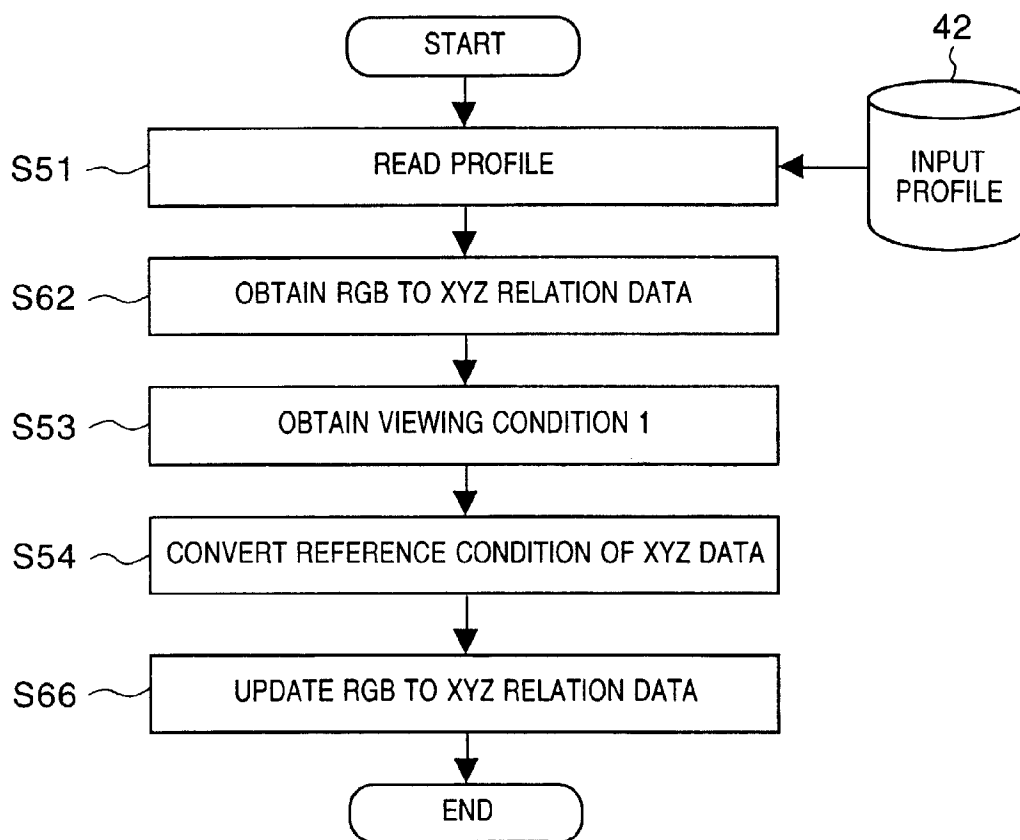 START
42
S51
READ PROFILE
INPUT
PROFILE
S62
OBTAIN RGB TO XYZ RELATION DATA
S53
OBTAIN VIEWING CONDITION 1
S54
CONVERT REFERENCE CONDITION OF XYZ DATA
S66
UPDATE RGB TO XYZ RELATION DATA
END